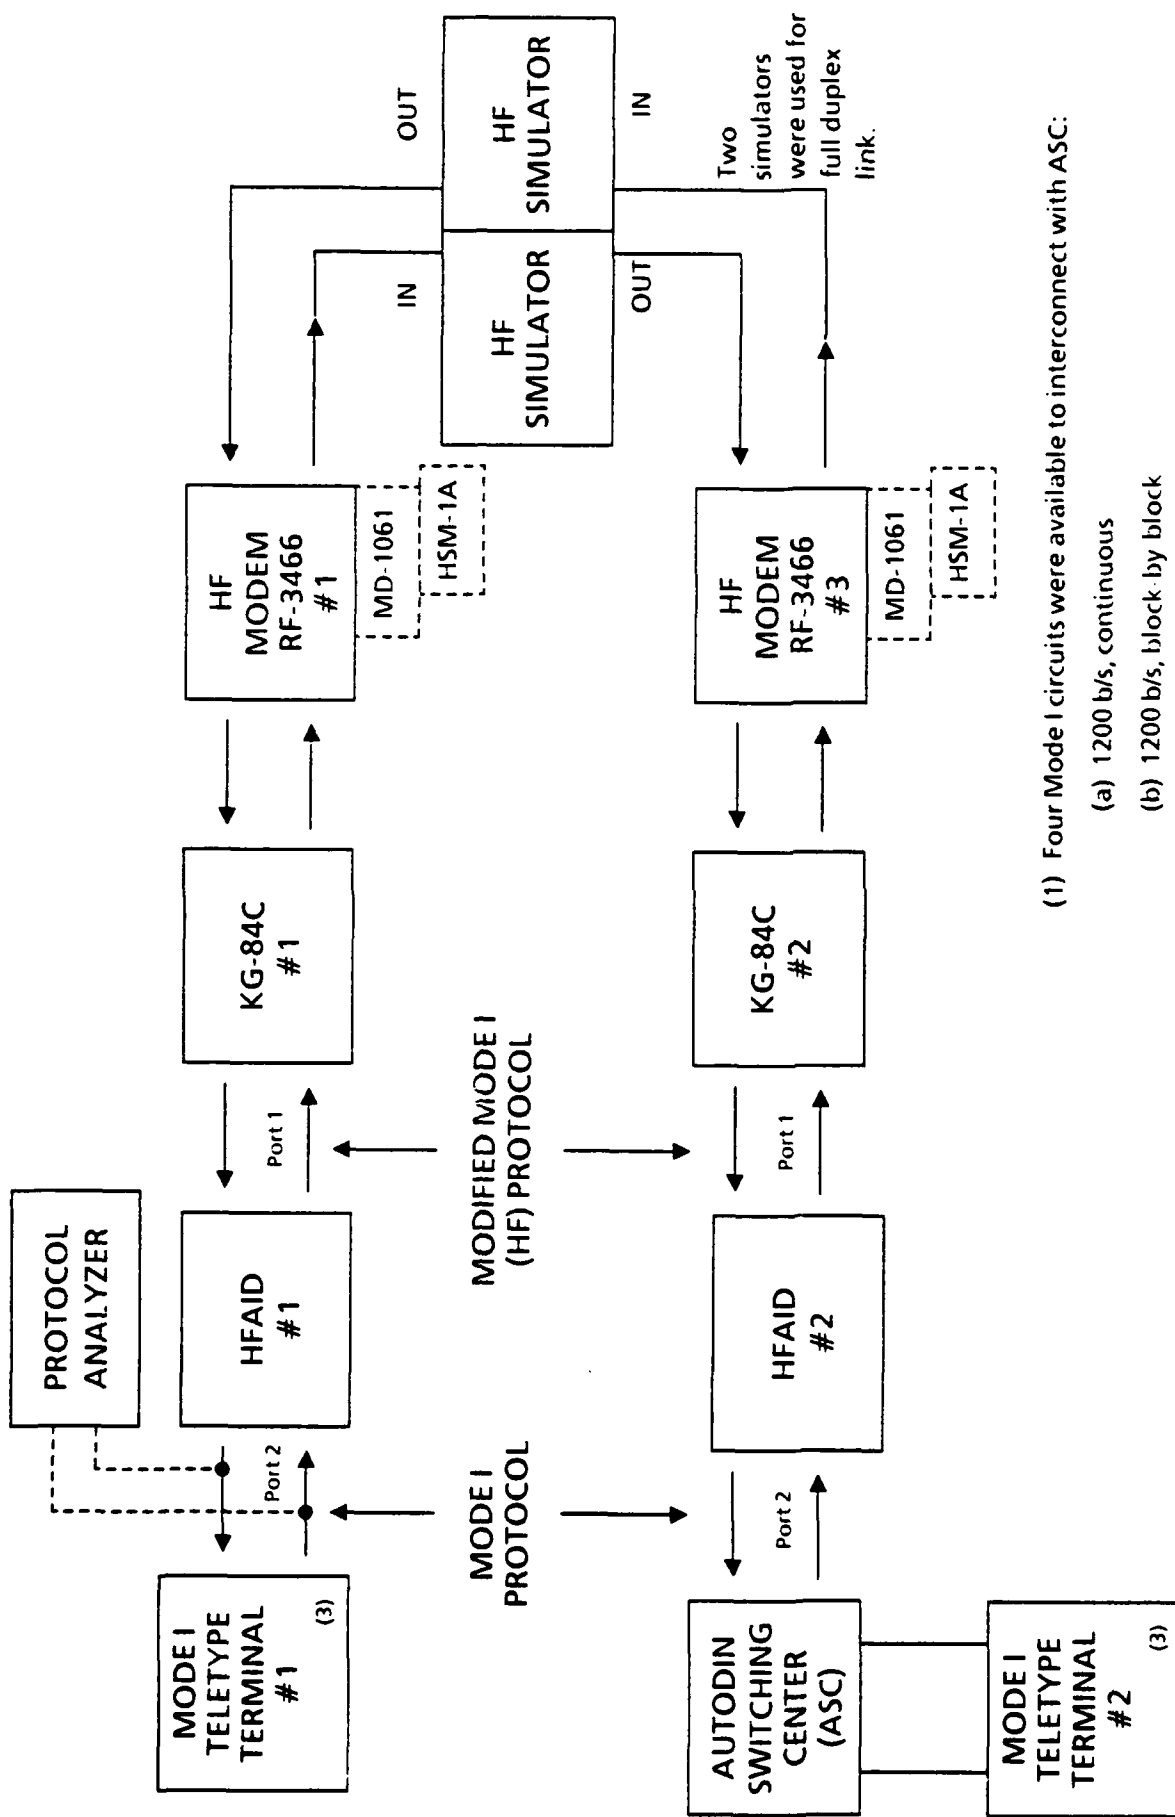 PROTOCOL
ANALYZER
MODE I
TELETYPE
TERMINAL
#1
(3)
Port 2
HFAID
#1
Port 1
KG-84C
#1
HF
MODEM
RF-3466
#1
MD-1061
HSM-1A
OUT
IN
HF
SIMULATOR
HF
SIMULATOR
OUT
IN
Two
simulators
were used for
full duplex
link.
MODE I
PROTOCOL
MODIFIED MODE I
(HF) PROTOCOL
AUTODIN
SWITCHING
CENTER
(ASC)
Port 2
HFAID
#2
Port 1
KG-84C
#2
HF
MODEM
RF-3466
#3
MD-1061
HSM-1A
MODE I
TELETYPE
TERMINAL
#2
(3)
(1) Four Mode I circuits were available to interconnect with ASC:
(a) 1200 b/s, continuous
(b) 1200 b/s, block-by block